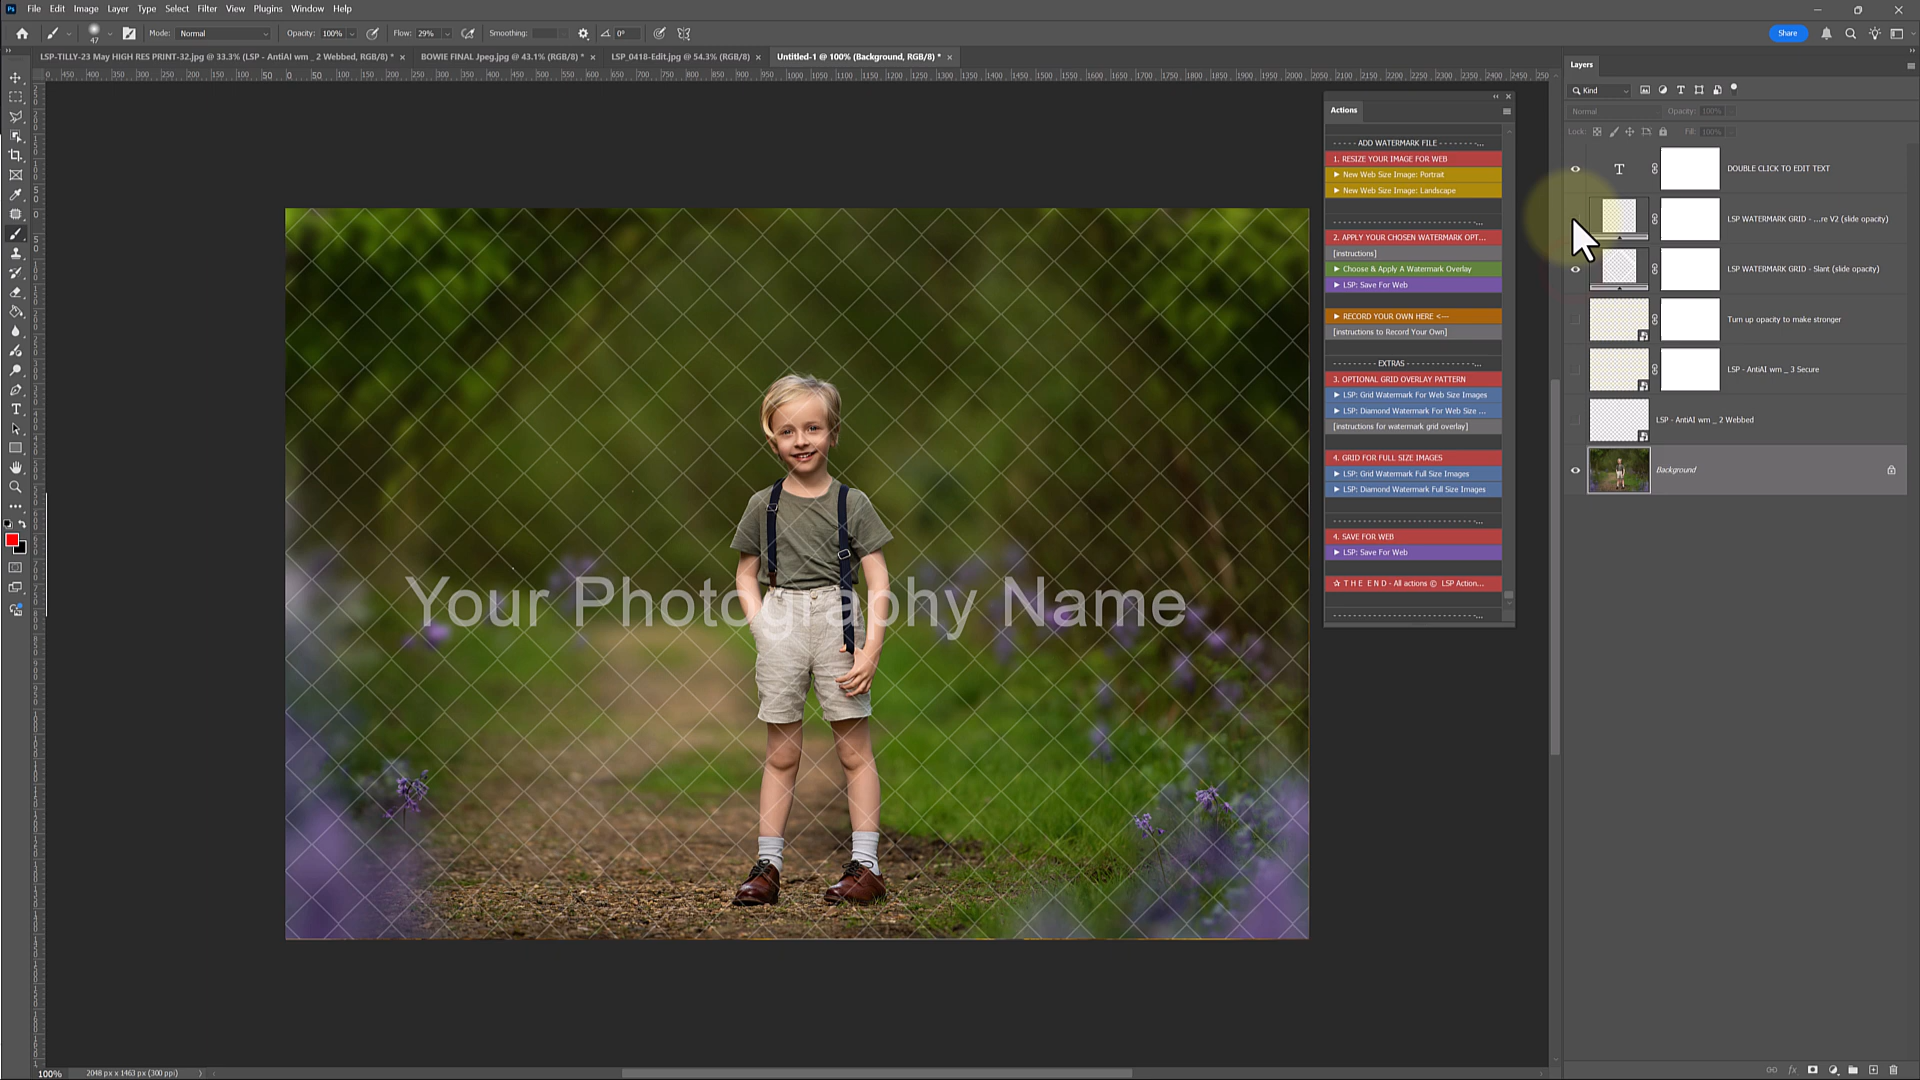 File Edit Image Layer Type Select Filter View Plugins Window Help
47 Mode: Normal Opacity: 100% Flow: 29% Smoothing: 0°
Share
LSP-TILLY-23 May HIGH RES PRINT-32.jpg @ 33.3% (LSP - AntiAI wm _ 2 Webbed, RGB/8) *
BOWIE FINAL Jpeg.jpg @ 43.1% (RGB/8) *
LSP_0418-Edit.jpg @ 54.3% (RGB/8)
Untitled-1 @ 100% (Background, RGB/8) *
Actions
- - - - - ADD WATERMARK FILE - - - - - - - -...
1. RESIZE YOUR IMAGE FOR WEB
New Web Size Image: Portrait
New Web Size Image: Landscape
2. APPLY YOUR CHOSEN WATERMARK OPT...
[instructions]
Choose & Apply A Watermark Overlay
LSP: Save For Web
RECORD YOUR OWN HERE <---
[instructions to Record Your Own]
- - - - - - - - - - EXTRAS - - - - - - - - - - - - -...
3. OPTIONAL GRID OVERLAY PATTERN
LSP: Grid Watermark For Web Size Images
LSP: Diamond Watermark For Web Size ...
[instructions for watermark grid overlay]
4. GRID FOR FULL SIZE IMAGES
LSP: Grid Watermark Full Size Images
LSP: Diamond Watermark Full Size Images
4. SAVE FOR WEB
LSP: Save For Web
☆ T H E E N D - All actions © LSP Action...
Your Photography Name
Layers
Kind
Normal Opacity: 100%
Lock: Fill: 100%
T DOUBLE CLICK TO EDIT TEXT
LSP WATERMARK GRID - ...re V2 (slide opacity)
LSP WATERMARK GRID - Slant (slide opacity)
Turn up opacity to make stronger
LSP - AntiAI wm _ 3 Secure
LSP - AntiAI wm _ 2 Webbed
Background
100% 2048 px x 1463 px (300 ppi)